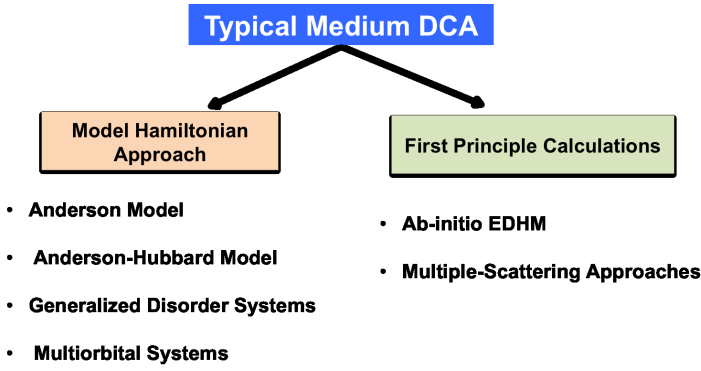 Typical Medium DCA
Model Hamiltonian
Approach
First Principle Calculations
• Anderson Model
• Anderson-Hubbard Model
• Generalized Disorder Systems
• Multiorbital Systems
• Ab-initio EDHM
• Multiple-Scattering Approaches